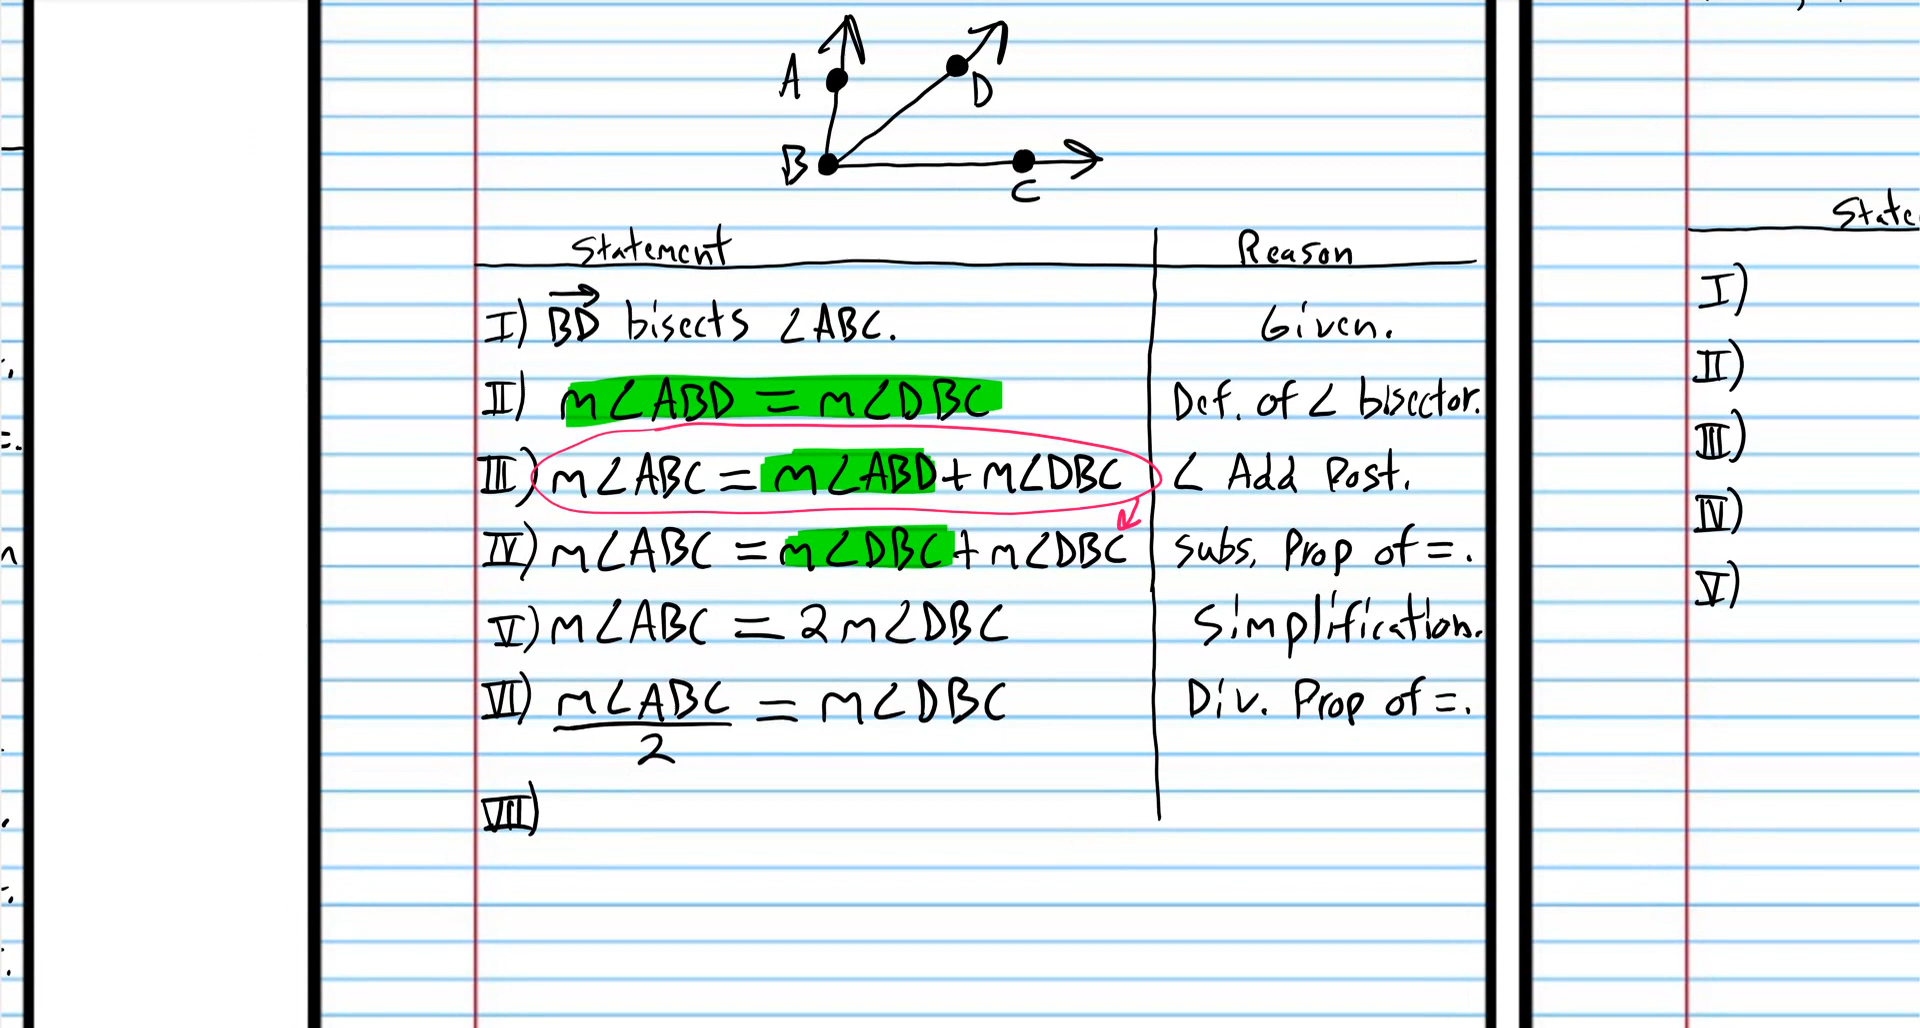 A
D
B
C
Statement Reason
I) BD bisects ∠ABC. Given.
II) m∠ABD = m∠DBC Def. of ∠ bisector.
III) m∠ABC = m∠ABD + m∠DBC ∠ Add Post.
IV) m∠ABC = m∠DBC + m∠DBC subs. Prop of =.
V) m∠ABC = 2m∠DBC Simplification.
VI) m∠ABC = m∠DBC Div. Prop of =.
2
VII)
State
I)
II)
III)
IV)
V)